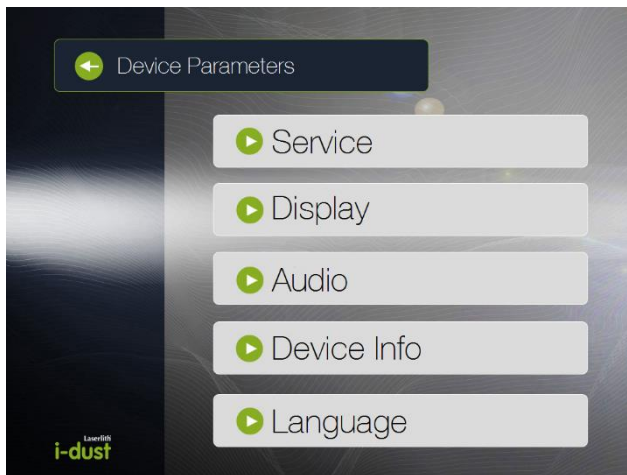 Device Parameters
Service
Display
Audio
Device Info
Language
Laserlith
i-dust